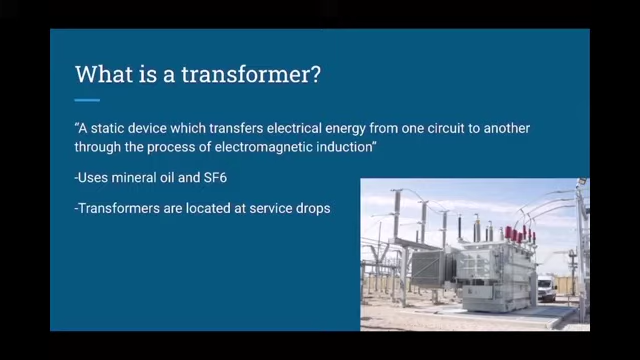 What is a transformer?
“A static device which transfers electrical energy from one circuit to another
through the process of electromagnetic induction”
-Uses mineral oil and SF6
-Transformers are located at service drops